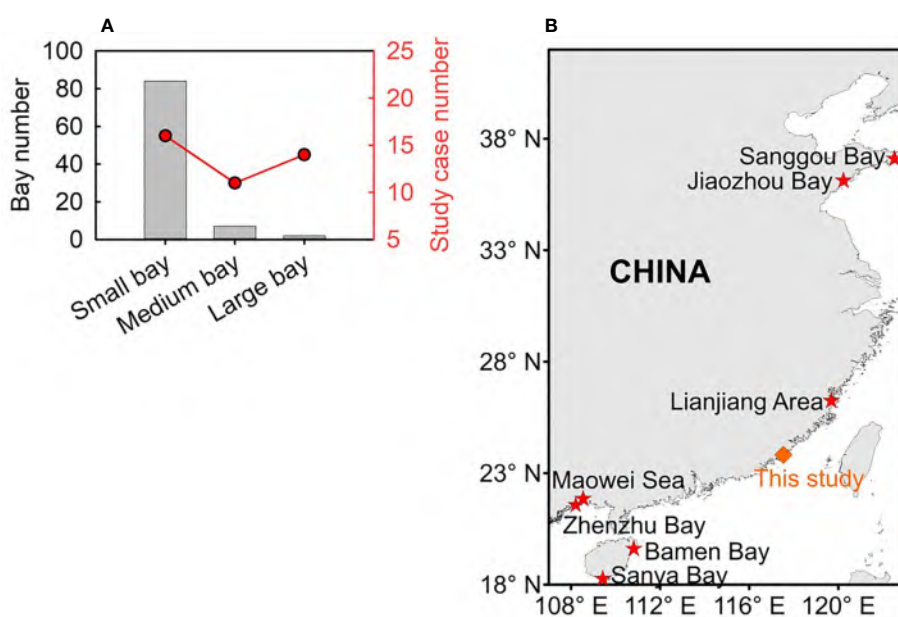 A
100
80
60
40
20
0
Bay number
25
20
15
10
5
Study case number
Small bay
Medium bay
Large bay
B
38° N
33° N
28° N
23° N
18° N
Sanggou Bay
Jiaozhou Bay
CHINA
Lianjiang Area
This study
Maowei Sea
Zhenzhu Bay
Bamen Bay
Sanya Bay
108° E 112° E 116° E 120° E